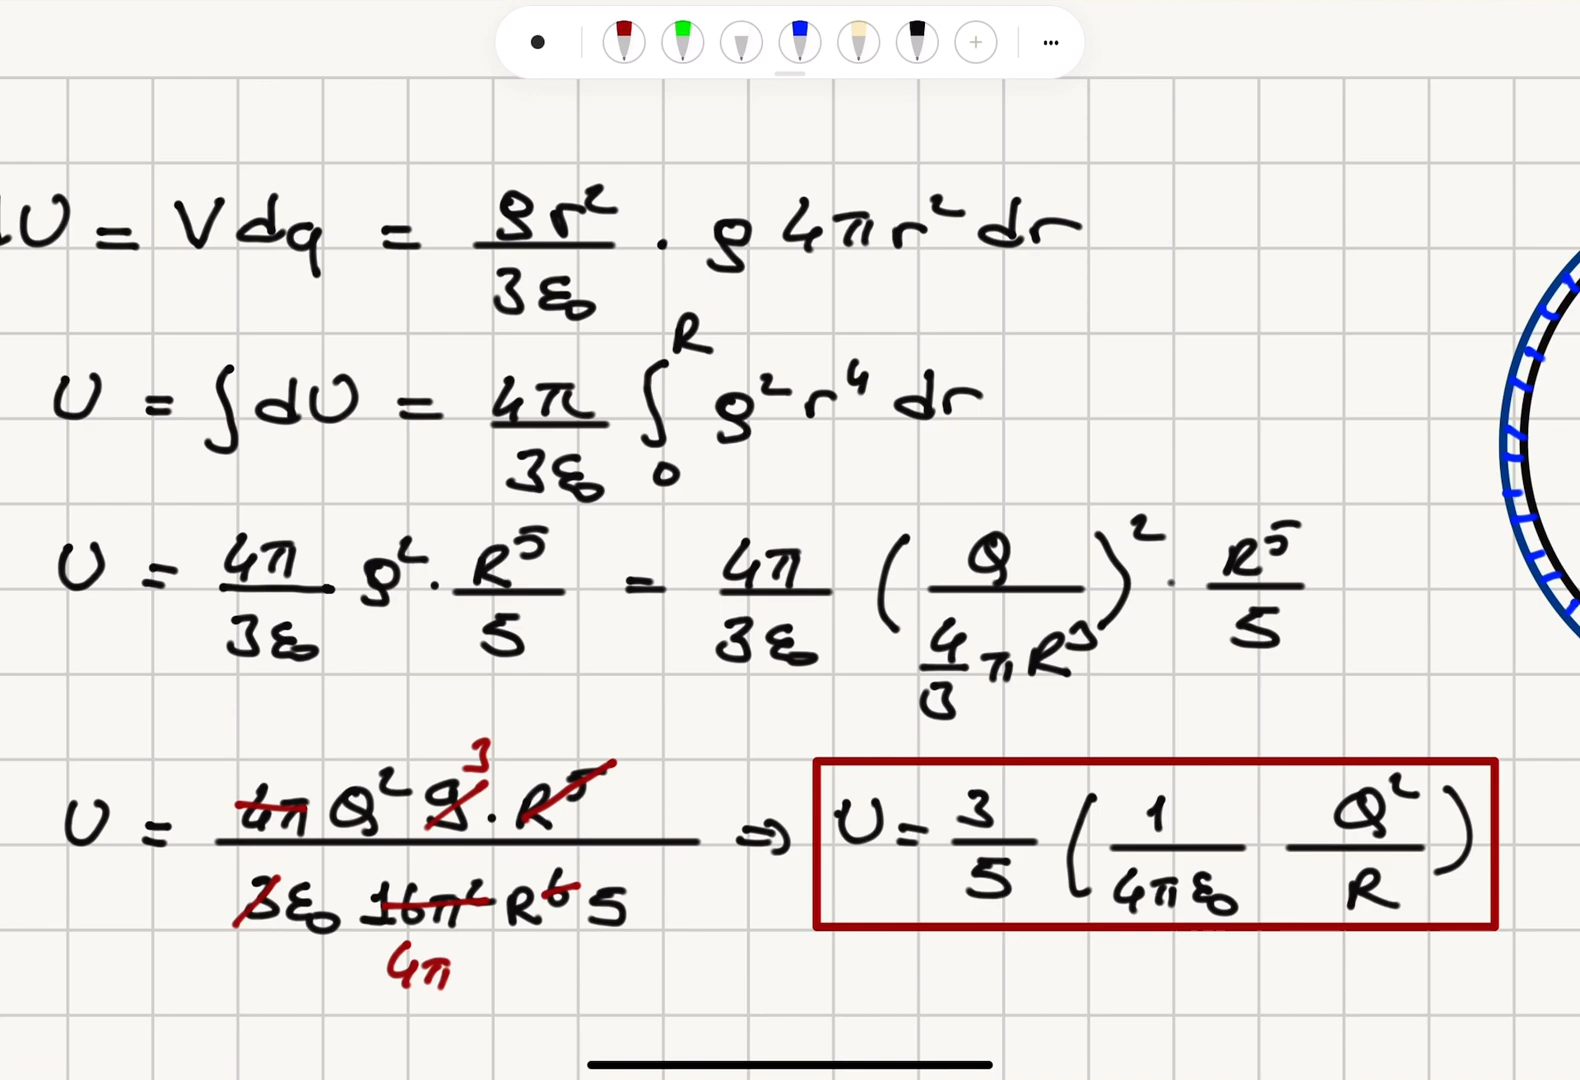 dU = V dq = ρr²/3ε₀ · ρ 4πr² dr
U = ∫dU = 4π/3ε₀ ∫₀ᴿ ρ² r⁴ dr
U = 4π/3ε₀ ρ² · R⁵/5 = 4π/3ε₀ (Q / (4/3 πR³))² · R⁵/5
U = 4π Q² 9 3 · R⁵ / 3ε₀ 16π² R⁶ 5 4π ⇒ U = 3/5 (1/4πε₀ Q²/R)